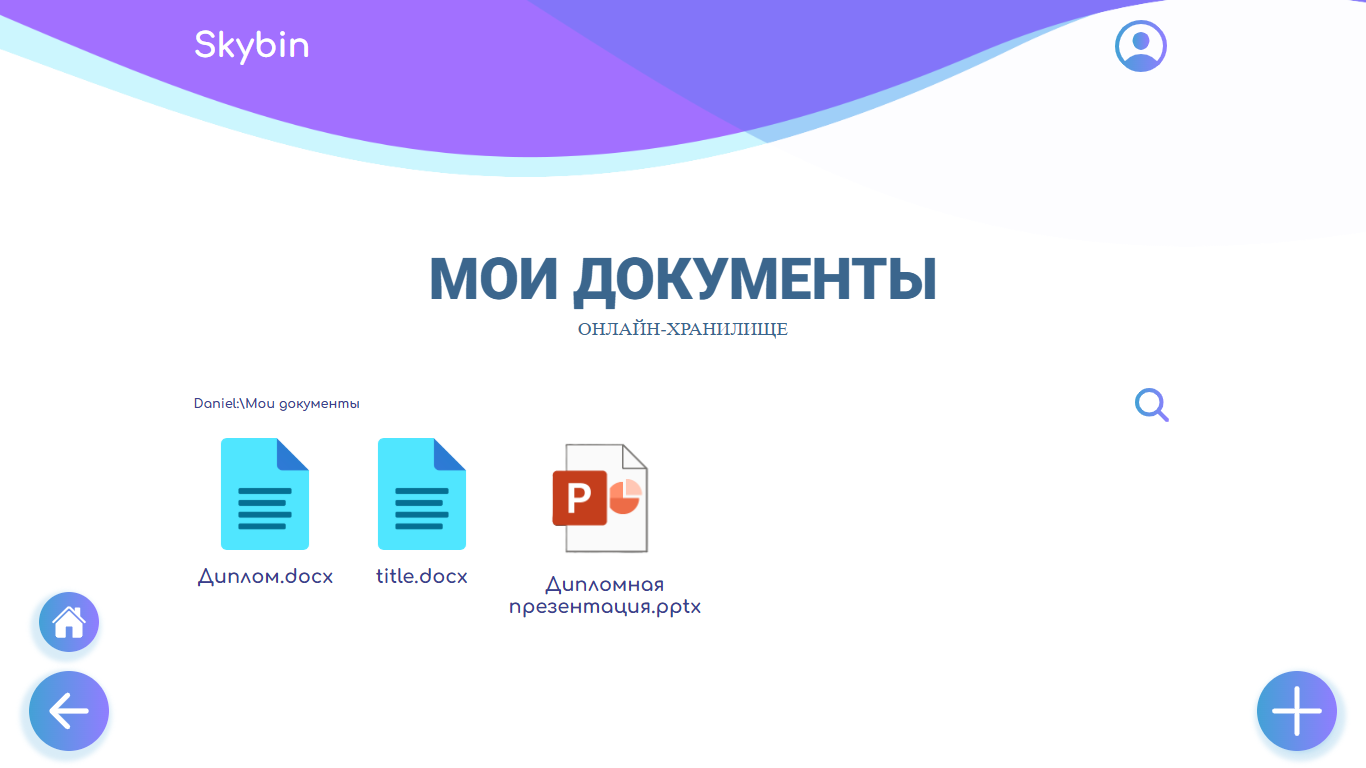 Skybin
МОИ ДОКУМЕНТЫ
ОНЛАЙН-ХРАНИЛИЩЕ
Daniel:\Мои документы
P
Диплом.docx
title.docx
Дипломная
презентация.pptx